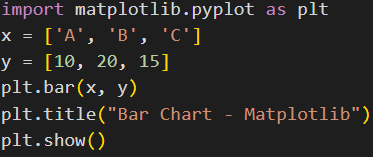 import matplotlib.pyplot as plt
x = ['A', 'B', 'C']
y = [10, 20, 15]
plt.bar(x, y)
plt.title("Bar Chart - Matplotlib")
plt.show()